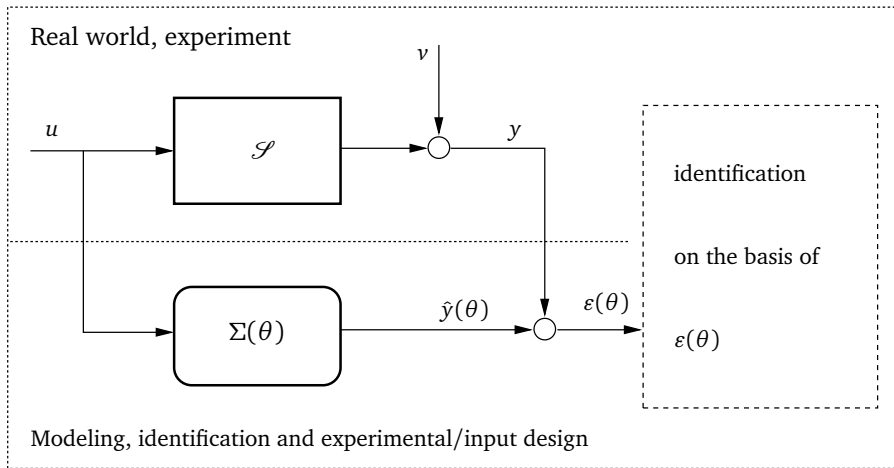 Real world, experiment
v
u
𝒮
y
identification
on the basis of
ε(θ)
Σ(θ)
ŷ(θ)
ε(θ)
Modeling, identification and experimental/input design